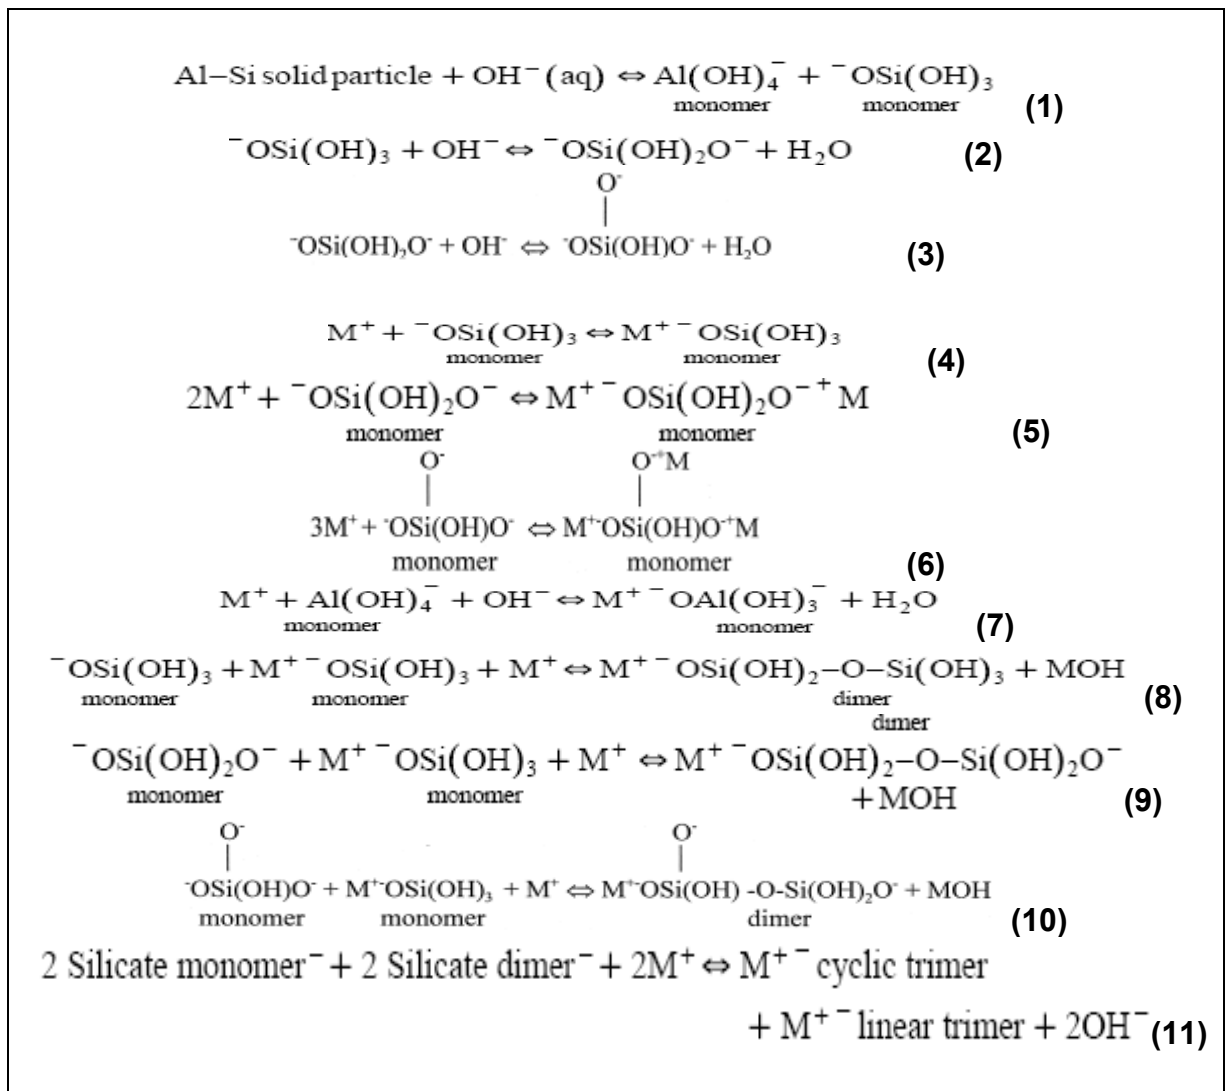 Al–Si solid particle + OH⁻ (aq) ⇔ Al(OH)₄⁻ + ⁻OSi(OH)₃
monomer monomer (1)
⁻OSi(OH)₃ + OH⁻ ⇔ ⁻OSi(OH)₂O⁻ + H₂O (2)
O⁻
|
⁻OSi(OH)₂O⁻ + OH⁻ ⇔ ⁻OSi(OH)O⁻ + H₂O (3)
M⁺ + ⁻OSi(OH)₃ ⇔ M⁺ ⁻OSi(OH)₃
monomer monomer (4)
2M⁺ + ⁻OSi(OH)₂O⁻ ⇔ M⁺ ⁻OSi(OH)₂O⁻ ⁺M
monomer monomer (5)
O⁻ O⁻⁺M
| |
3M⁺ + ⁻OSi(OH)O⁻ ⇔ M⁺⁻OSi(OH)O⁻⁺M
monomer monomer (6)
M⁺ + Al(OH)₄⁻ + OH⁻ ⇔ M⁺ ⁻OAl(OH)₃⁻ + H₂O
monomer monomer (7)
⁻OSi(OH)₃ + M⁺ ⁻OSi(OH)₃ + M⁺ ⇔ M⁺ ⁻OSi(OH)₂–O–Si(OH)₃ + MOH
monomer monomer dimer (8)
dimer
⁻OSi(OH)₂O⁻ + M⁺ ⁻OSi(OH)₃ + M⁺ ⇔ M⁺ ⁻OSi(OH)₂–O–Si(OH)₂O⁻
monomer monomer + MOH (9)
O⁻ O⁻
| |
⁻OSi(OH)O⁻ + M⁺⁻OSi(OH)₃ + M⁺ ⇔ M⁺⁻OSi(OH) -O-Si(OH)₂O⁻ + MOH
monomer monomer dimer (10)
2 Silicate monomer⁻ + 2 Silicate dimer⁻ + 2M⁺ ⇔ M⁺ ⁻ cyclic trimer
+ M⁺ ⁻ linear trimer + 2OH⁻ (11)